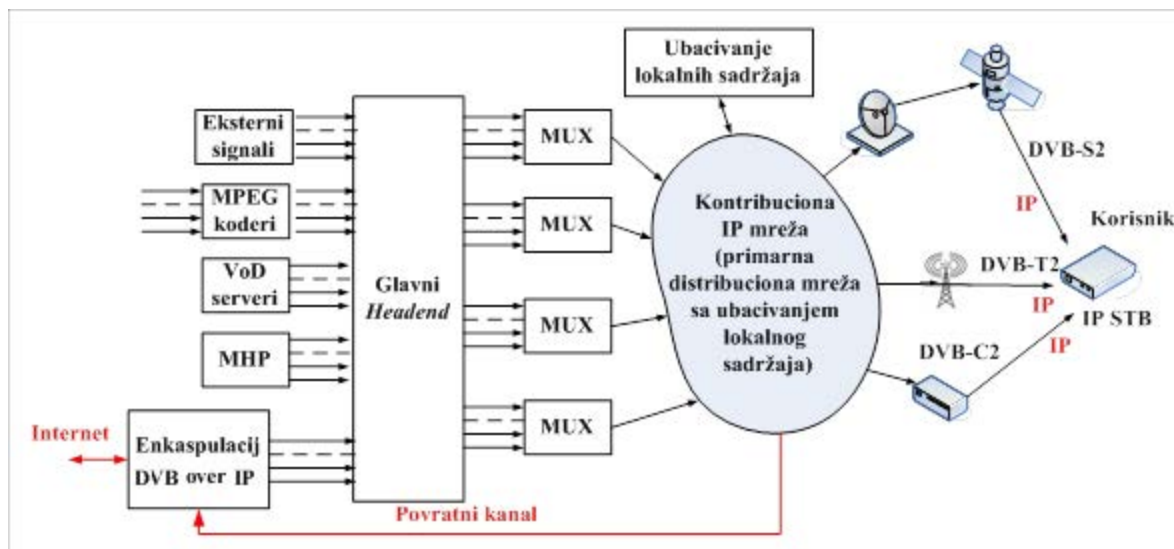 Eksterni
signali
MPEG
koderi
VoD
serveri
MHP
Internet
Enkaspulacij
DVB over IP
Glavni
Headend
MUX
MUX
MUX
MUX
Ubacivanje
lokalnih sadržaja
Kontribuciona
IP mreža
(primarna
distribuciona mreža
sa ubacivanjem
lokalnog
sadržaja)
Povratni kanal
DVB-S2
IP
Korisnik
DVB-T2
IP
IP STB
DVB-C2
IP